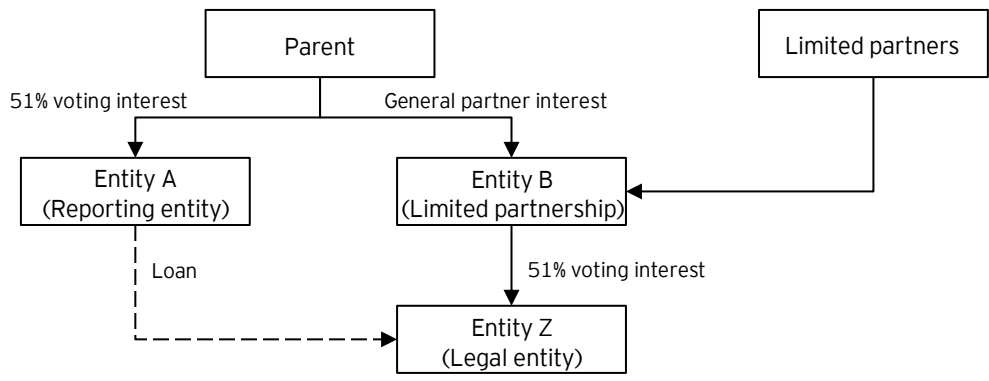 Parent
Limited partners
51% voting interest
General partner interest
Entity A
(Reporting entity)
Entity B
(Limited partnership)
Loan
51% voting interest
Entity Z
(Legal entity)